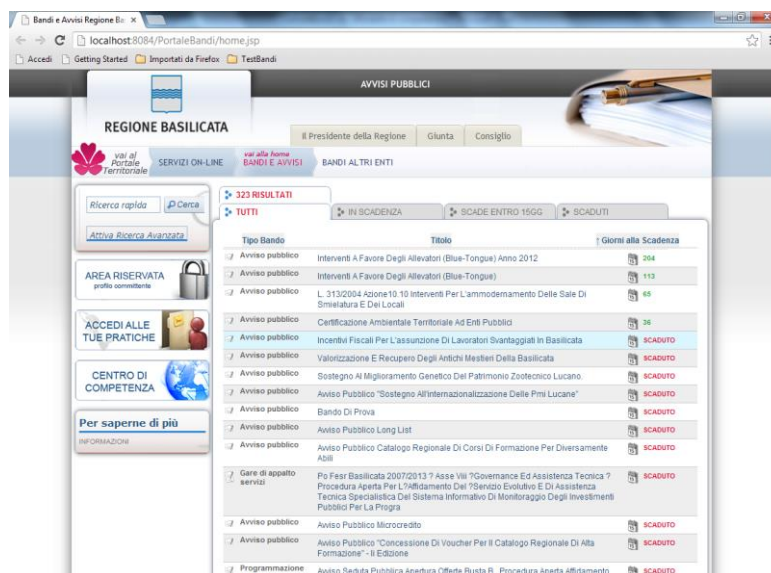 Bandi e Avvisi Regione Ba
localhost:8084/PortaleBandi/home.jsp
Accedi Getting Started Importati da Firefox TestBandi
AVVISI PUBBLICI
REGIONE BASILICATA
Il Presidente della Regione Giunta Consiglio
vai al
Portale
Territoriale
SERVIZI ON-LINE
vai alla home
BANDI E AVVISI
BANDI ALTRI ENTI
Ricerca rapida Cerca
Attiva Ricerca Avanzata
AREA RISERVATA
profilo committente
ACCEDI ALLE
TUE PRATICHE
CENTRO DI
COMPETENZA
Per saperne di più
INFORMAZIONI
323 RISULTATI
TUTTI IN SCADENZA SCADE ENTRO 15GG SCADUTI
Tipo Bando Titolo ↑ Giorni alla Scadenza
Avviso pubblico Interventi A Favore Degli Allevatori (Blue-Tongue) Anno 2012 204
Avviso pubblico Interventi A Favore Degli Allevatori (Blue-Tongue) 113
Avviso pubblico L. 313/2004 Azione10.10 Interventi Per L'ammodernamento Delle Sale Di 65
Smielatura E Dei Locali
Avviso pubblico Certificazione Ambientale Territoriale Ad Enti Pubblici 36
Avviso pubblico Incentivi Fiscali Per L'assunzione Di Lavoratori Svantaggiati In Basilicata SCADUTO
Avviso pubblico Valorizzazione E Recupero Degli Antichi Mestieri Della Basilicata SCADUTO
Avviso pubblico Sostegno Al Miglioramento Genetico Del Patrimonio Zootecnico Lucano. SCADUTO
Avviso pubblico Avviso Pubblico "Sostegno All'internazionalizzazione Delle Pmi Lucane" SCADUTO
Avviso pubblico Bando Di Prova SCADUTO
Avviso pubblico Avviso Pubblico Long List SCADUTO
Avviso pubblico Avviso Pubblico Catalogo Regionale Di Corsi Di Formazione Per Diversamente SCADUTO
Abili
Gare di appalto Po Fesr Basilicata 2007/2013 ? Asse Viii ?Governance Ed Assistenza Tecnica ? SCADUTO
servizi Procedura Aperta Per L?Affidamento Del ?Servizio Evolutivo E Di Assistenza
Tecnica Specialistica Del Sistema Informativo Di Monitoraggio Degli Investimenti
Pubblici Per La Progra
Avviso pubblico Avviso Pubblico Microcredito SCADUTO
Avviso pubblico Avviso Pubblico "Concessione Di Voucher Per Il Catalogo Regionale Di Alta SCADUTO
Formazione" - Ii Edizione
Programmazione Avviso Seduta Pubblica Apertura Offerte Busta B. Procedura Aperta Affidamento SCADUTO